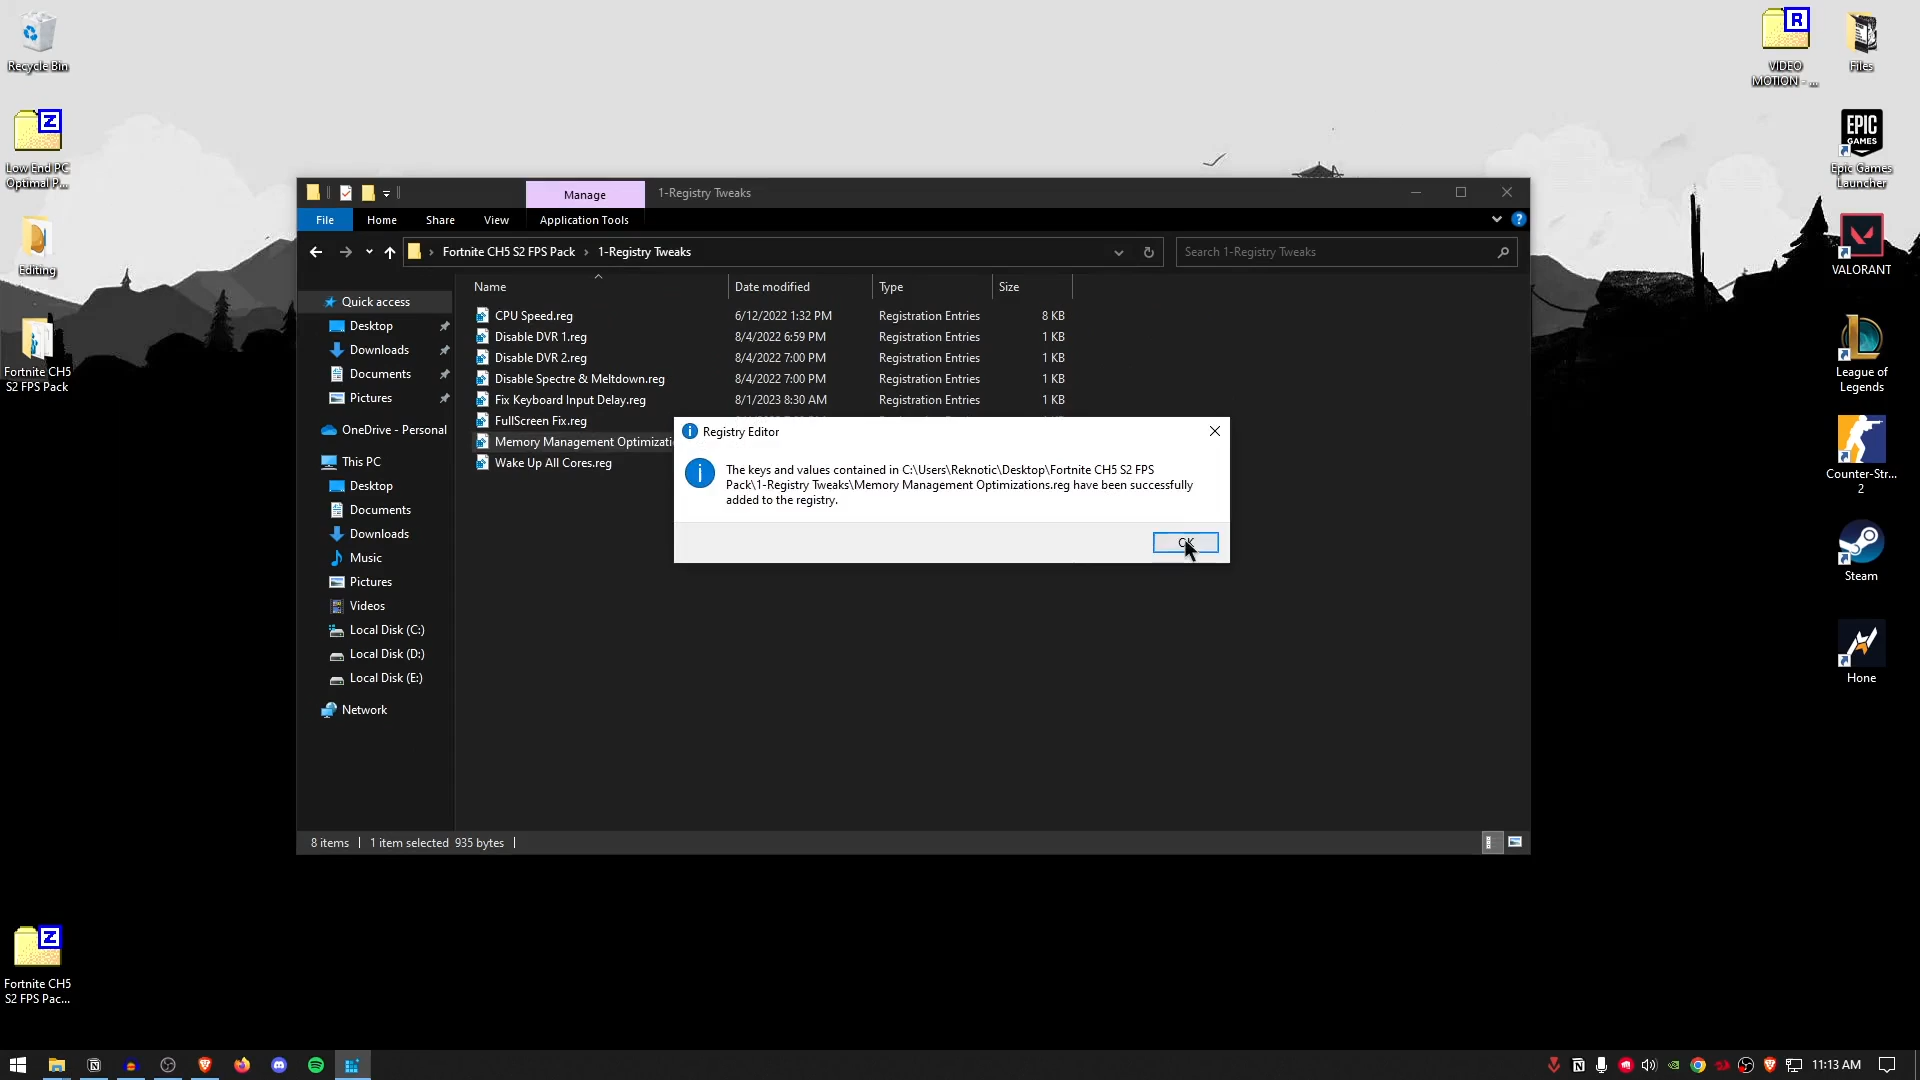 Recycle Bin
Low End PC
Optimal P...
Editing
Fortnite CH5
S2 FPS Pack
Fortnite CH5
S2 FPS Pac...
Manage
1-Registry Tweaks
File
Home
Share
View
Application Tools
Fortnite CH5 S2 FPS Pack
1-Registry Tweaks
Search 1-Registry Tweaks
Quick access
Desktop
Downloads
Documents
Pictures
OneDrive - Personal
This PC
Desktop
Documents
Downloads
Music
Pictures
Videos
Local Disk (C:)
Local Disk (D:)
Local Disk (E:)
Network
Name Date modified Type Size
CPU Speed.reg 6/12/2022 1:32 PM Registration Entries 8 KB
Disable DVR 1.reg 8/4/2022 6:59 PM Registration Entries 1 KB
Disable DVR 2.reg 8/4/2022 7:00 PM Registration Entries 1 KB
Disable Spectre & Meltdown.reg 8/4/2022 7:00 PM Registration Entries 1 KB
Fix Keyboard Input Delay.reg 8/1/2023 8:30 AM Registration Entries 1 KB
FullScreen Fix.reg
Memory Management Optimizati
Wake Up All Cores.reg
Registry Editor
The keys and values contained in C:\Users\Reknotic\Desktop\Fortnite CH5 S2 FPS
Pack\1-Registry Tweaks\Memory Management Optimizations.reg have been successfully
added to the registry.
OK
8 items
1 item selected 935 bytes
VIDEO
MOTION - ...
Files
EPIC
GAMES
Epic Games
Launcher
VALORANT
League of
Legends
Counter-Str...
2
Steam
Hone
11:13 AM